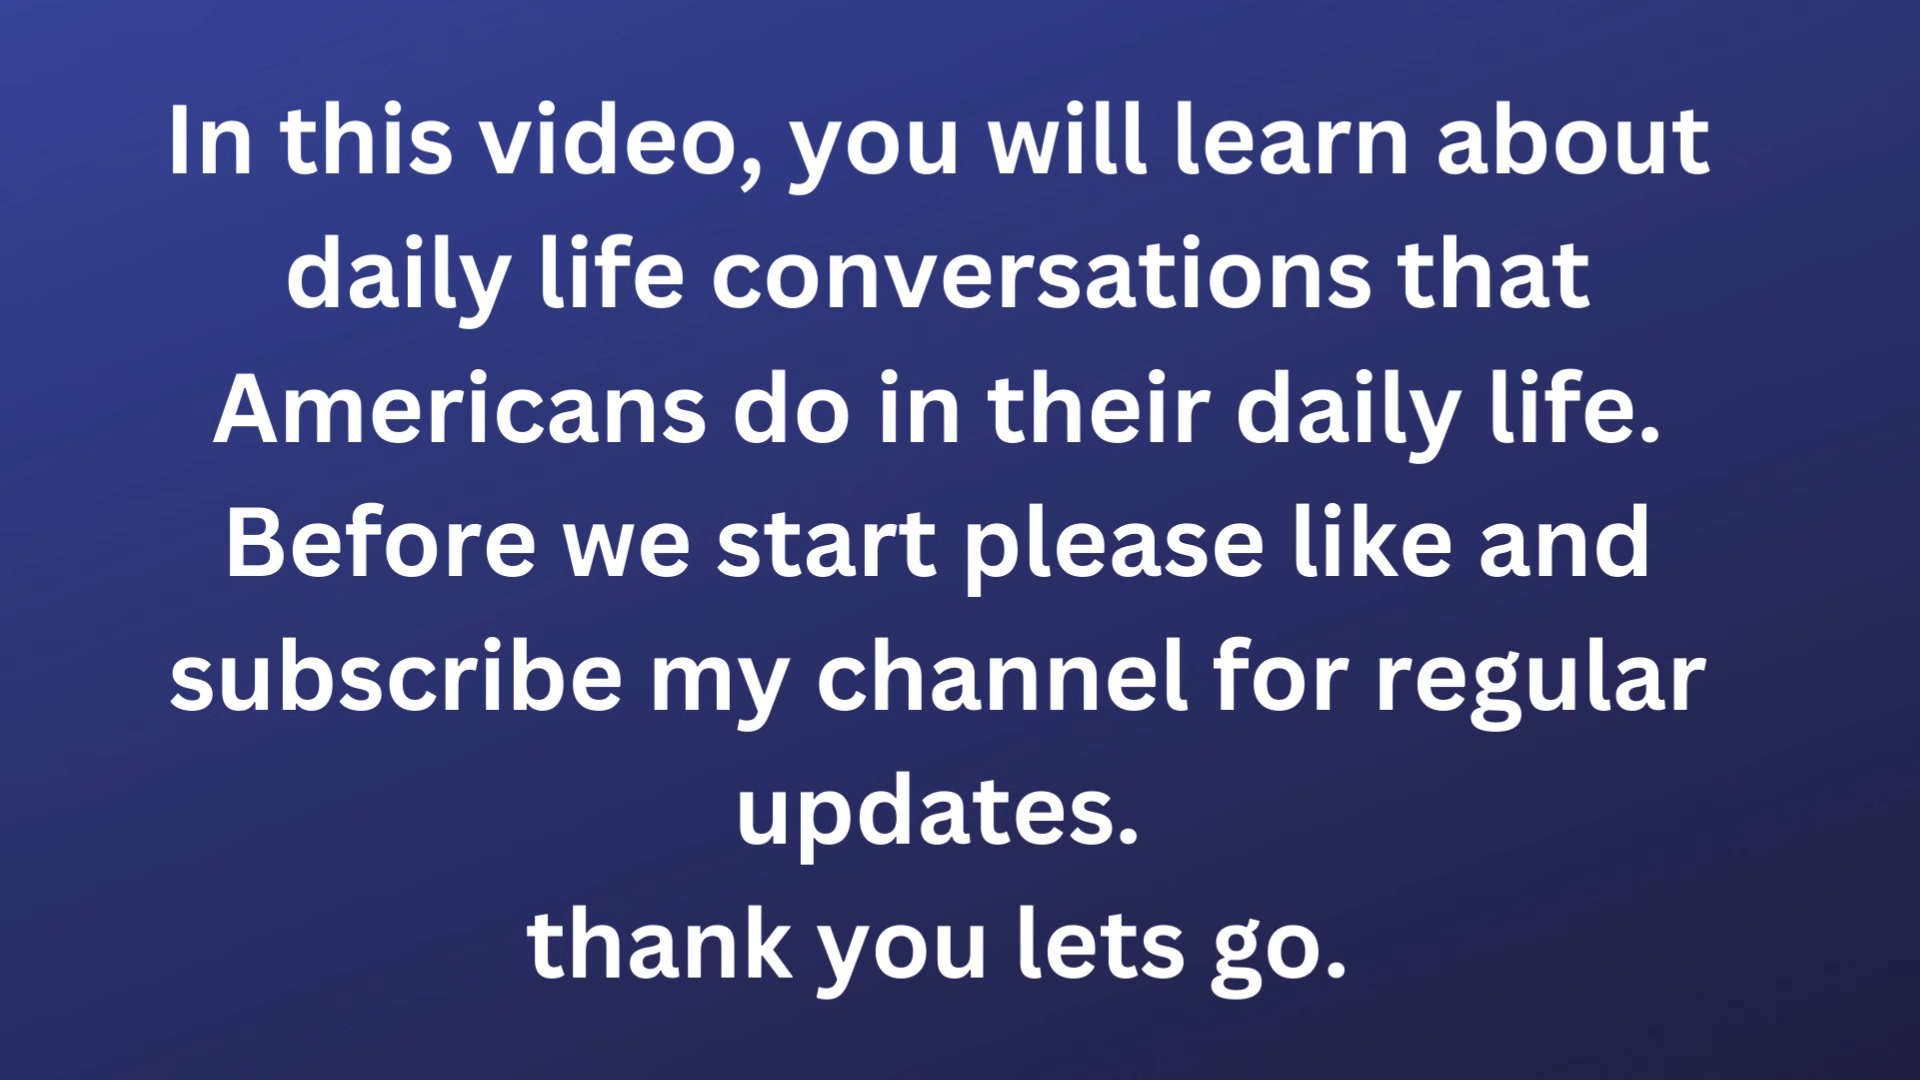 In this video, you will learn about
daily life conversations that
Americans do in their daily life.
Before we start please like and
subscribe my channel for regular
updates.
thank you lets go.